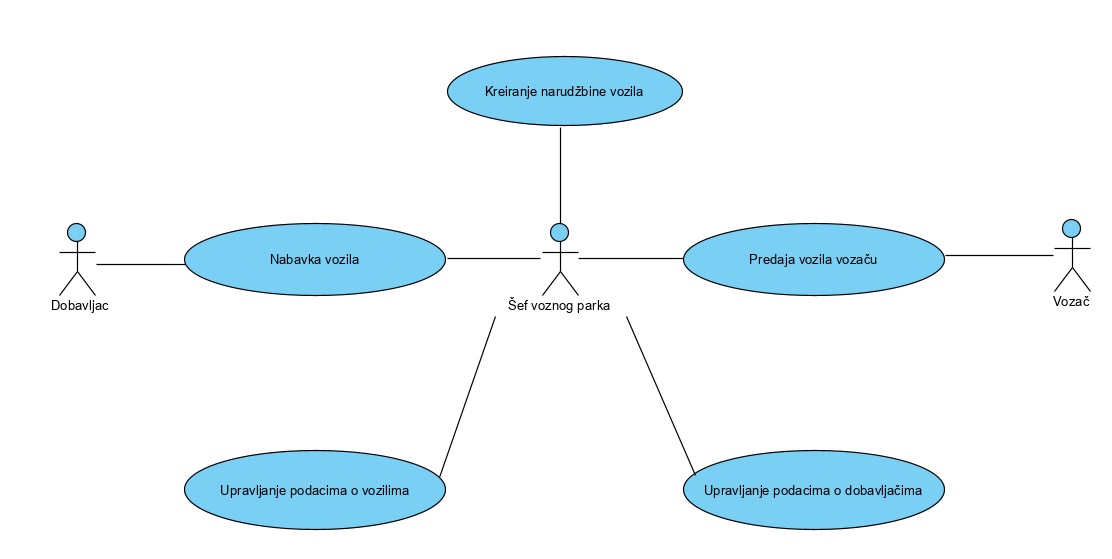 Kreiranje narudžbine vozila
Nabavka vozila
Predaja vozila vozaču
Dobavljac
Šef voznog parka
Vozač
Upravljanje podacima o vozilima
Upravljanje podacima o dobavljačima